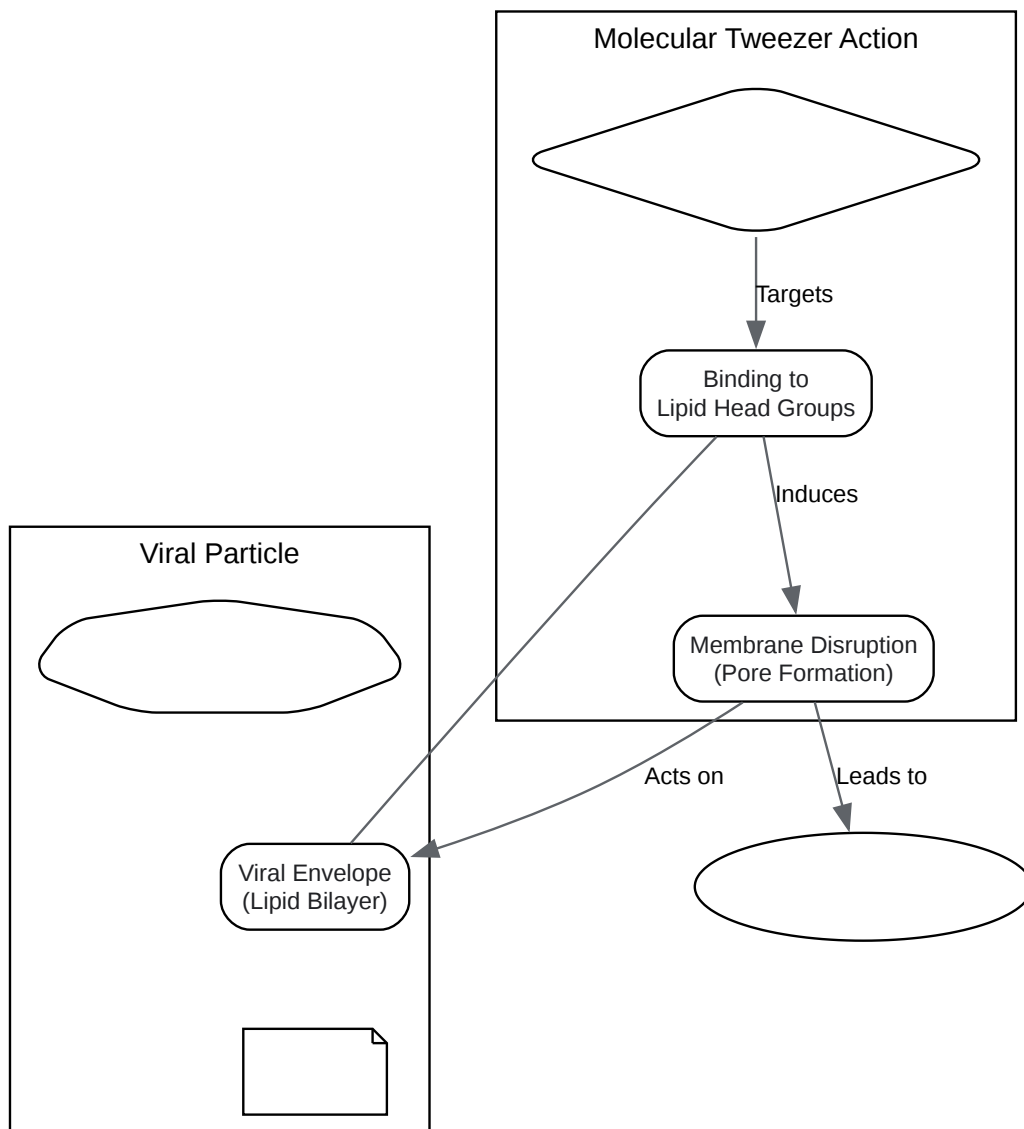 Molecular Tweezer Action
Targets
Binding to
Lipid Head Groups
Induces
Viral Particle
Membrane Disruption
(Pore Formation)
Acts on
Leads to
Viral Envelope
(Lipid Bilayer)